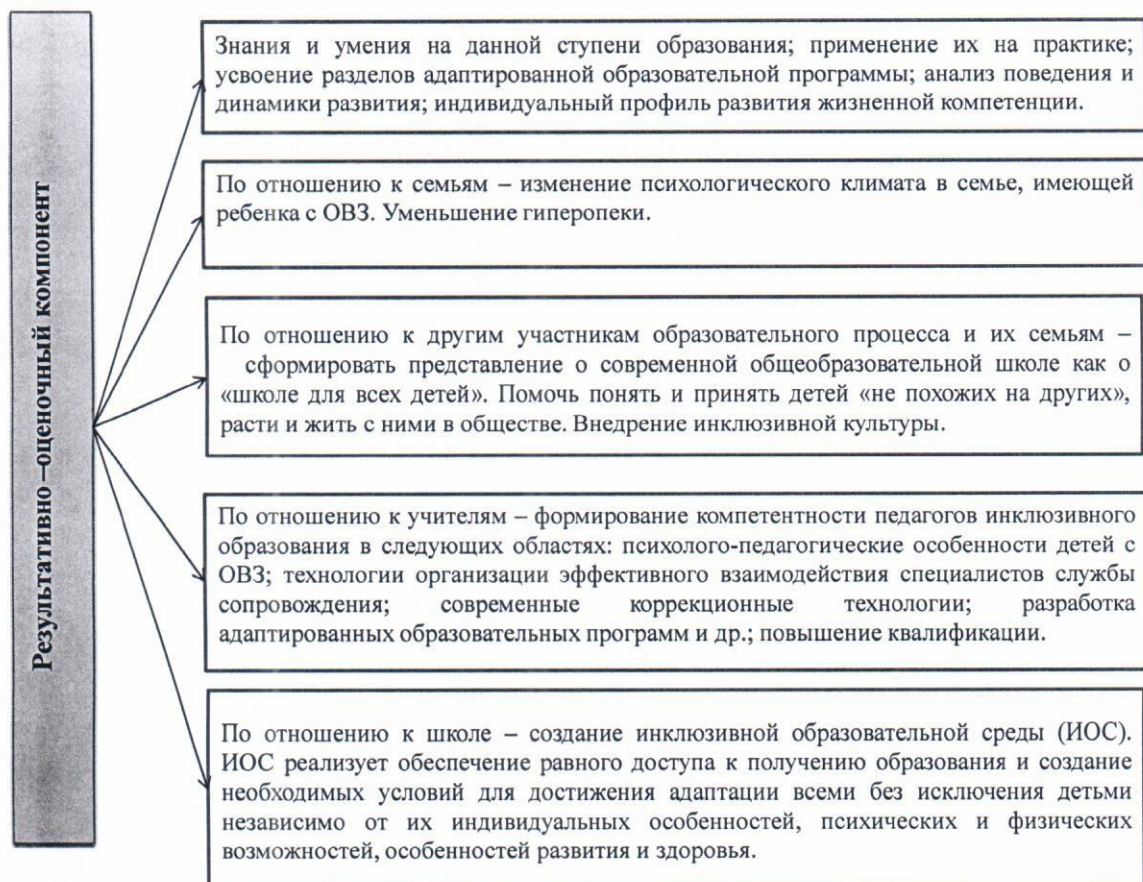 Результативно –оценочный компонент
Знания и умения на данной ступени образования; применение их на практике;
усвоение разделов адаптированной образовательной программы; анализ поведения и
динамики развития; индивидуальный профиль развития жизненной компетенции.
По отношению к семьям – изменение психологического климата в семье, имеющей
ребенка с ОВЗ. Уменьшение гиперопеки.
По отношению к другим участникам образовательного процесса и их семьям –
сформировать представление о современной общеобразовательной школе как о
«школе для всех детей». Помочь понять и принять детей «не похожих на других»,
расти и жить с ними в обществе. Внедрение инклюзивной культуры.
По отношению к учителям – формирование компетентности педагогов инклюзивного
образования в следующих областях: психолого-педагогические особенности детей с
ОВЗ; технологии организации эффективного взаимодействия специалистов службы
сопровождения; современные коррекционные технологии; разработка
адаптированных образовательных программ и др.; повышение квалификации.
По отношению к школе – создание инклюзивной образовательной среды (ИОС).
ИОС реализует обеспечение равного доступа к получению образования и создание
необходимых условий для достижения адаптации всеми без исключения детьми
независимо от их индивидуальных особенностей, психических и физических
возможностей, особенностей развития и здоровья.